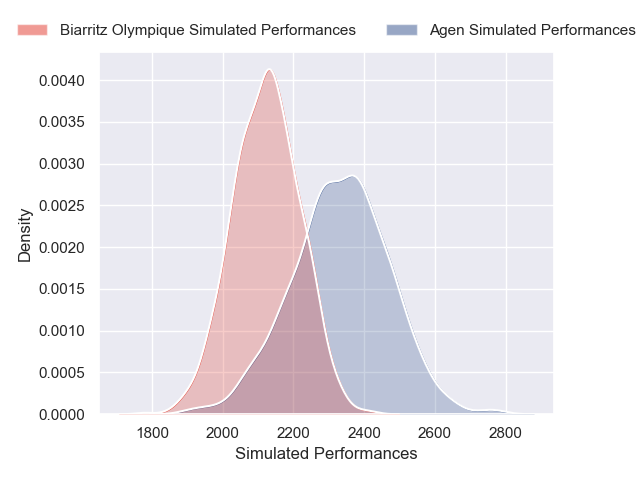 Biarritz Olympique Simulated Performances
Agen Simulated Performances
0.0040
0.0035
0.0030
0.0025
0.0020
0.0015
0.0010
0.0005
0.0000
Density
1800 2000 2200 2400 2600 2800
Simulated Performances